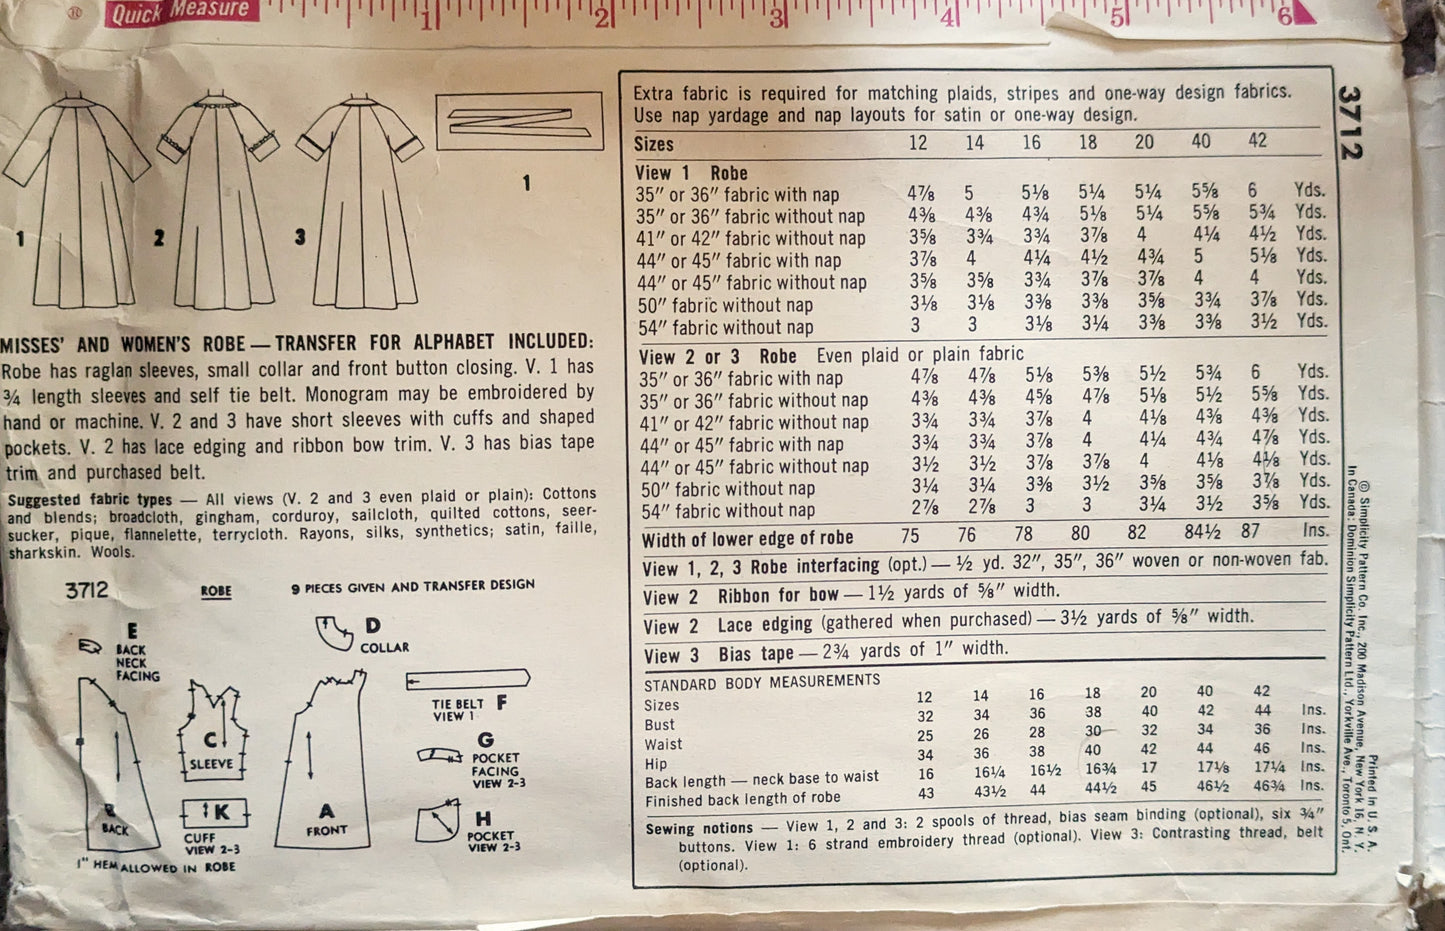 ® Quick Measure 1 2 3 4 5 6
1 2 3 1
MISSES' AND WOMEN'S ROBE — TRANSFER FOR ALPHABET INCLUDED:
Robe has raglan sleeves, small collar and front button closing. V. 1 has
¾ length sleeves and self tie belt. Monogram may be embroidered by
hand or machine. V. 2 and 3 have short sleeves with cuffs and shaped
pockets. V. 2 has lace edging and ribbon bow trim. V. 3 has bias tape
trim and purchased belt.
Suggested fabric types — All views (V. 2 and 3 even plaid or plain): Cottons
and blends; broadcloth, gingham, corduroy, sailcloth, quilted cottons, seer-
sucker, pique, flannelette, terrycloth. Rayons, silks, synthetics; satin, faille,
sharkskin. Wools.
3712 ROBE 9 PIECES GIVEN AND TRANSFER DESIGN
E
BACK
NECK
FACING
D
COLLAR
TIE BELT F
VIEW 1
C
SLEEVE
G
POCKET
FACING
VIEW 2-3
B
BACK
K
CUFF
VIEW 2-3
A
FRONT
H
POCKET
VIEW 2-3
1" HEM ALLOWED IN ROBE
Extra fabric is required for matching plaids, stripes and one-way design fabrics.
Use nap yardage and nap layouts for satin or one-way design.
Sizes 12 14 16 18 20 40 42
View 1 Robe
35" or 36" fabric with nap 4⅞ 5 5⅛ 5¼ 5¼ 5⅝ 6 Yds.
35" or 36" fabric without nap 4⅜ 4⅜ 4¾ 5⅛ 5¼ 5⅝ 5¾ Yds.
41" or 42" fabric without nap 3⅝ 3¾ 3¾ 3⅞ 4 4¼ 4½ Yds.
44" or 45" fabric with nap 3⅞ 4 4¼ 4½ 4¾ 5 5⅛ Yds.
44" or 45" fabric without nap 3⅝ 3⅝ 3¾ 3⅞ 3⅞ 4 4 Yds.
50" fabric without nap 3⅛ 3⅛ 3⅜ 3⅜ 3⅝ 3¾ 3⅞ Yds.
54" fabric without nap 3 3 3⅛ 3¼ 3⅜ 3⅜ 3½ Yds.
View 2 or 3 Robe Even plaid or plain fabric
35" or 36" fabric with nap 4⅞ 4⅞ 5⅛ 5⅜ 5½ 5¾ 6 Yds.
35" or 36" fabric without nap 4⅜ 4⅜ 4⅝ 4⅞ 5⅛ 5½ 5⅝ Yds.
41" or 42" fabric without nap 3¾ 3¾ 3⅞ 4 4⅛ 4⅜ 4⅜ Yds.
44" or 45" fabric with nap 3¾ 3¾ 3⅞ 4 4¼ 4¾ 4⅞ Yds.
44" or 45" fabric without nap 3½ 3½ 3⅞ 3⅞ 4 4⅛ 4⅛ Yds.
50" fabric without nap 3¼ 3¼ 3⅜ 3½ 3⅝ 3⅝ 3⅞ Yds.
54" fabric without nap 2⅞ 2⅞ 3 3 3¼ 3½ 3⅝ Yds.
Width of lower edge of robe 75 76 78 80 82 84½ 87 Ins.
View 1, 2, 3 Robe interfacing (opt.) — ½ yd. 32", 35", 36" woven or non-woven fab.
View 2 Ribbon for bow — 1½ yards of ⅝" width.
View 2 Lace edging (gathered when purchased) — 3½ yards of ⅝" width.
View 3 Bias tape — 2¾ yards of 1" width.
STANDARD BODY MEASUREMENTS
Sizes 12 14 16 18 20 40 42
Bust 32 34 36 38 40 42 44 Ins.
Waist 25 26 28 30 32 34 36 Ins.
Hip 34 36 38 40 42 44 46 Ins.
Back length — neck base to waist 16 16¼ 16½ 16¾ 17 17⅛ 17¼ Ins.
Finished back length of robe 43 43½ 44 44½ 45 46½ 46¾ Ins.
Sewing notions — View 1, 2 and 3: 2 spools of thread, bias seam binding (optional), six ¾"
buttons. View 1: 6 strand embroidery thread (optional). View 3: Contrasting thread, belt
(optional).
3712
© Simplicity Pattern Co. Inc., 200 Madison Avenue, New York 16, N. Y.
In Canada: Dominion Simplicity Pattern Ltd., Yorkville Ave., Toronto 5, Ont.
Printed in U. S. A.